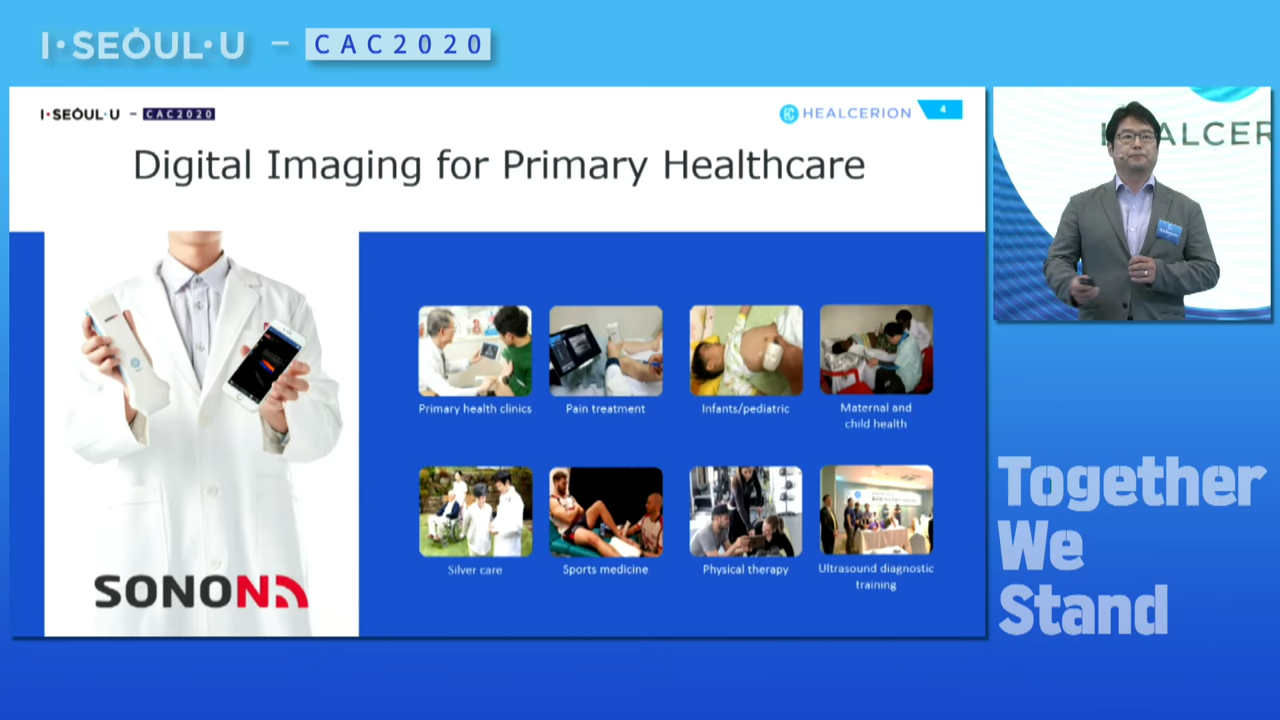 I·SEOUL·U – CAC2020
I·SEOUL·U – CAC2020
HEALCERION
4
Digital Imaging for Primary Healthcare
SONON
Primary health clinics
Pain treatment
Infants/pediatric
Maternal and
child health
Silver care
Sports medicine
Physical therapy
Ultrasound diagnostic
training
HEALCER
Together
We
Stand